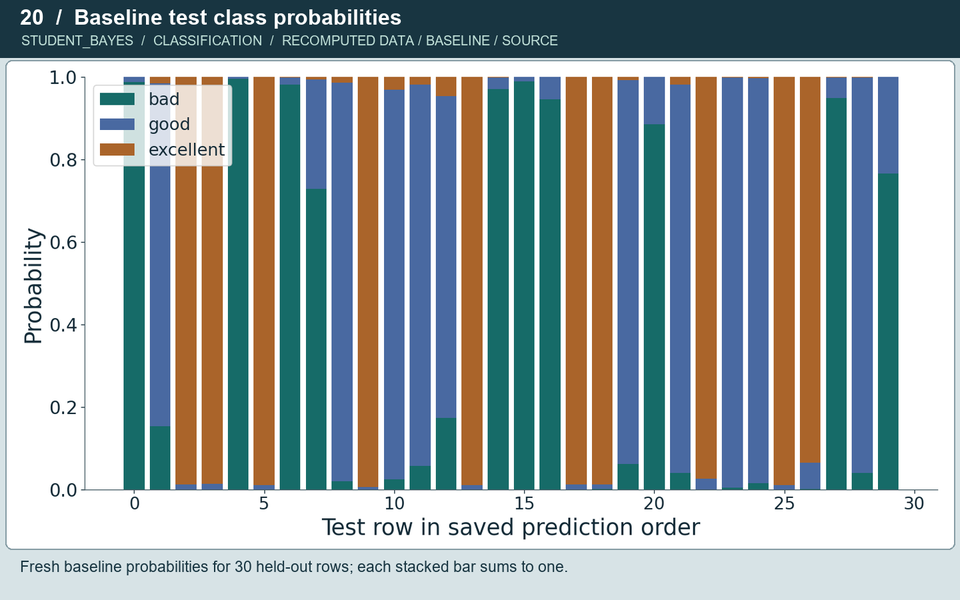 20 / Baseline test class probabilities
STUDENT_BAYES / CLASSIFICATION / RECOMPUTED DATA / BASELINE / SOURCE
1.0
0.8
0.6
0.4
0.2
0.0
Probability
bad
good
excellent
0 5 10 15 20 25 30
Test row in saved prediction order
Fresh baseline probabilities for 30 held-out rows; each stacked bar sums to one.